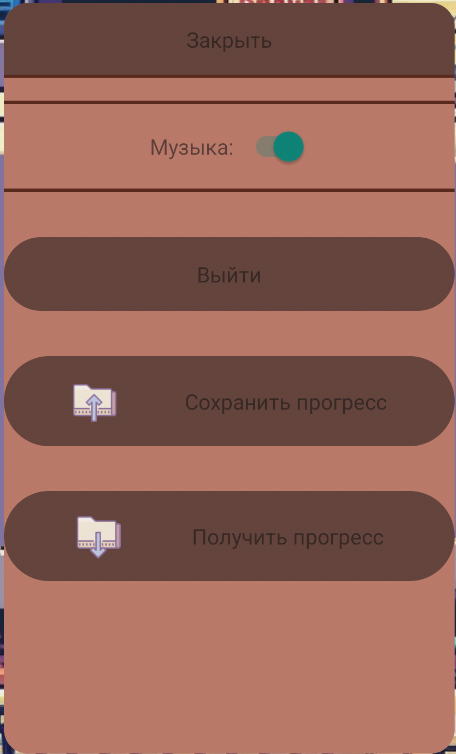 Закрыть
Музыка:
Выйти
Сохранить прогресс
Получить прогресс